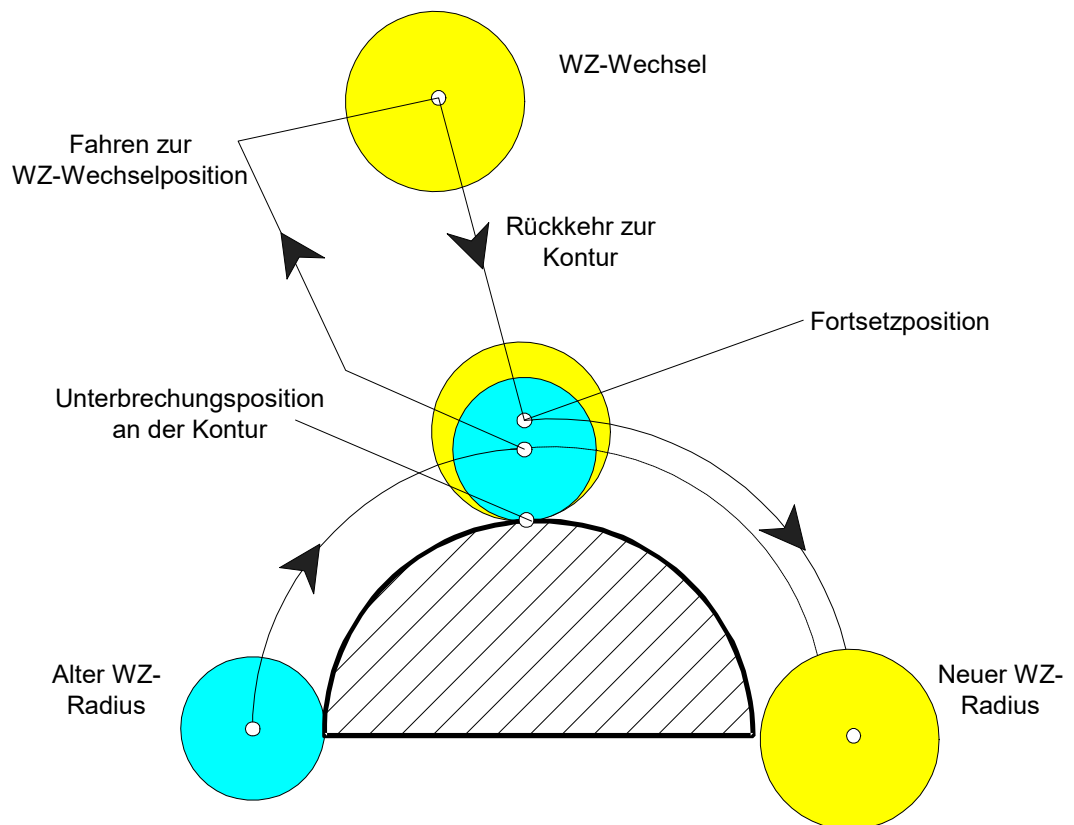 WZ-Wechsel
Fahren zur
WZ-Wechselposition
Rückkehr zur
Kontur
Fortsetzposition
Unterbrechungsposition
an der Kontur
Alter WZ-
Radius
Neuer WZ-
Radius